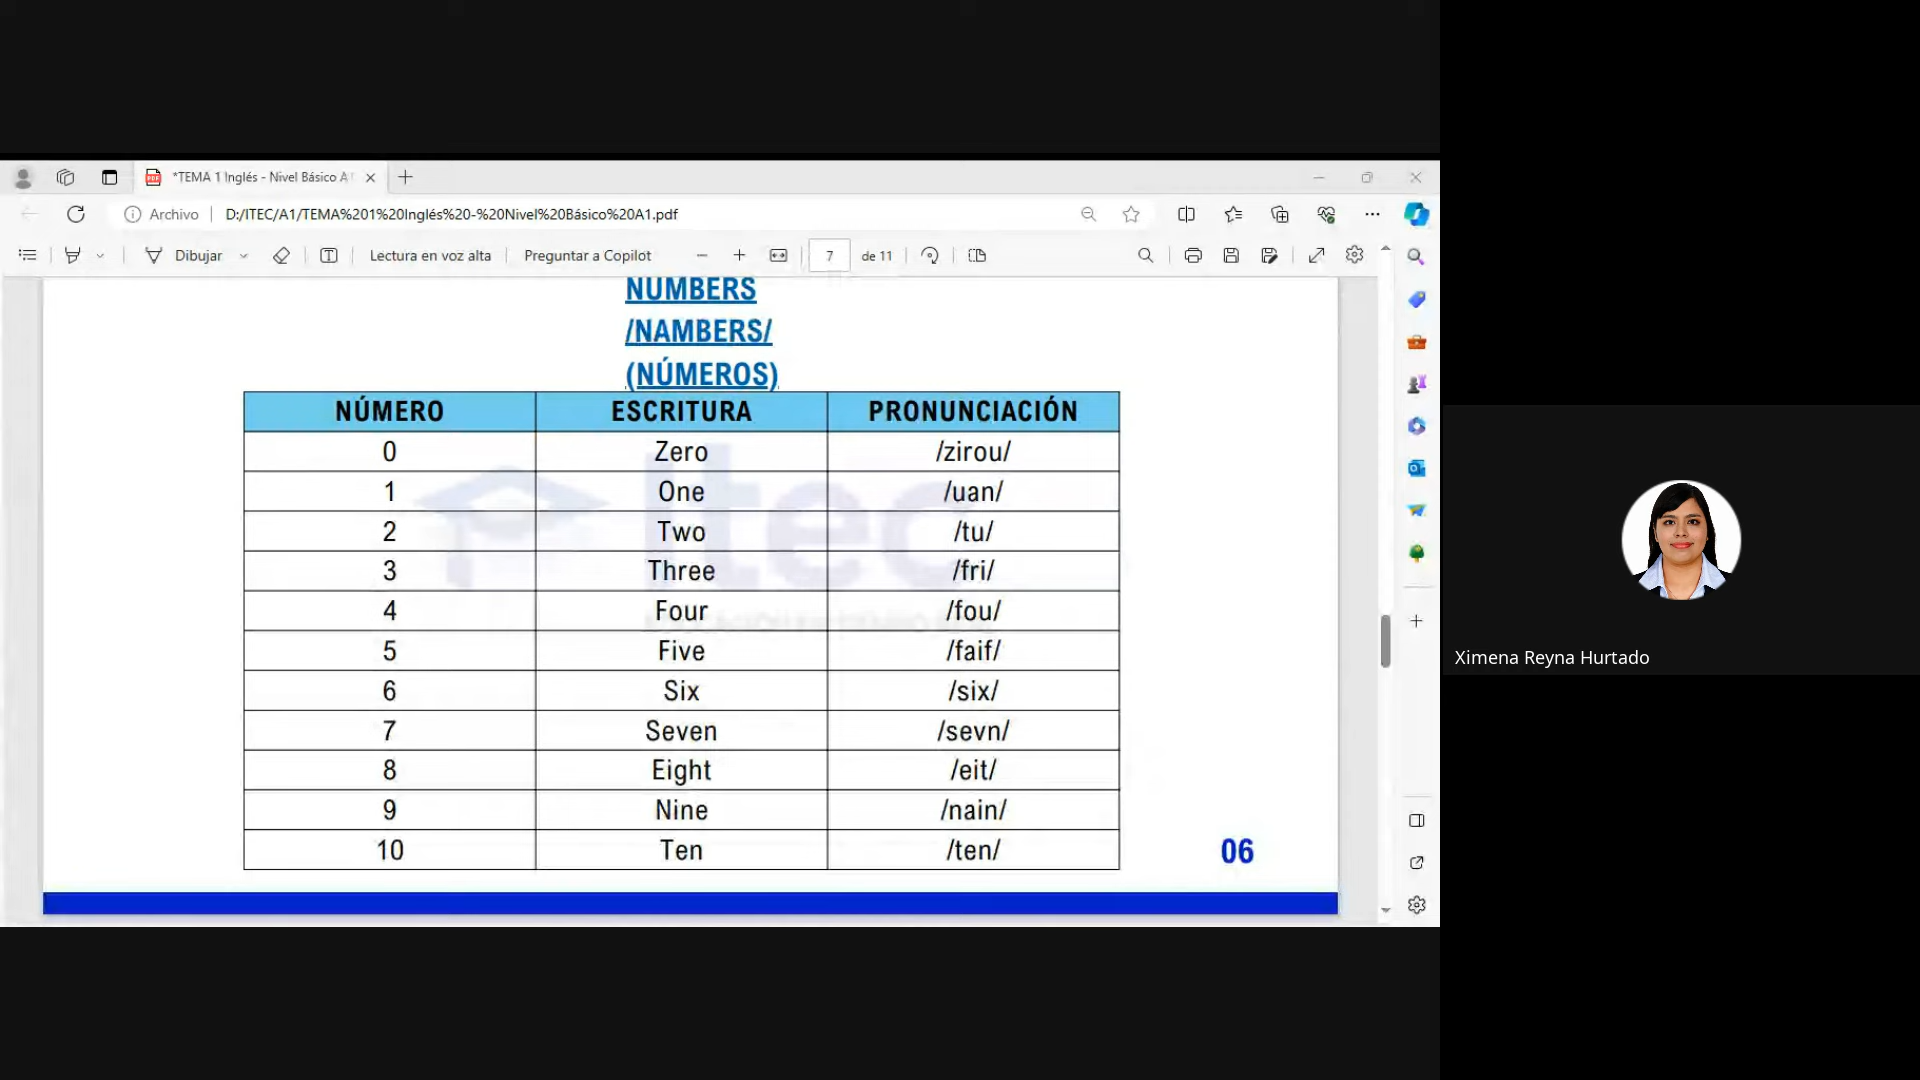 *TEMA 1 Inglés - Nivel Básico A1
Archivo
D:/ITEC/A1/TEMA%201%20Inglés%20-%20Nivel%20Básico%20A1.pdf
Dibujar
Lectura en voz alta
Preguntar a Copilot
7 de 11
NUMBERS
/NAMBERS/
(NÚMEROS)
NÚMERO ESCRITURA PRONUNCIACIÓN
0 Zero /zirou/
1 One /uan/
2 Two /tu/
3 Three /fri/
4 Four /fou/
5 Five /faif/
6 Six /six/
7 Seven /sevn/
8 Eight /eit/
9 Nine /nain/
10 Ten /ten/
Itec
06
Ximena Reyna Hurtado